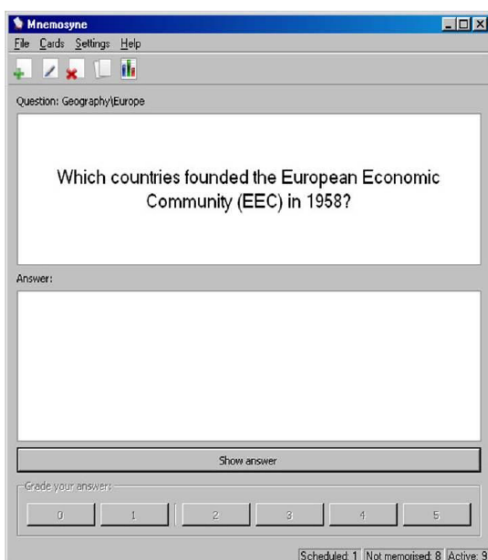 Mnemosyne
File Cards Settings Help
Question: Geography\Europe
Which countries founded the European Economic
Community (EEC) in 1958?
Answer:
Show answer
Grade your answer:
0 1 2 3 4 5
Scheduled: 1 Not memorised: 8 Active: 9